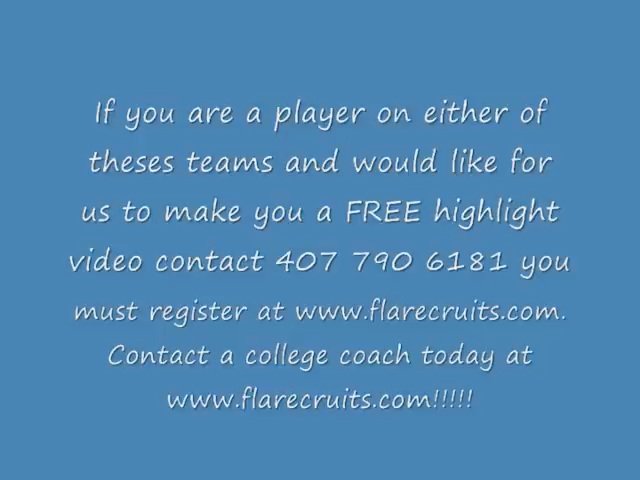 If you are a player on either of
theses teams and would like for
us to make you a FREE highlight
video contact 407 790 6181 you
must register at www.flarecruits.com.
Contact a college coach today at
www.flarecruits.com!!!!!